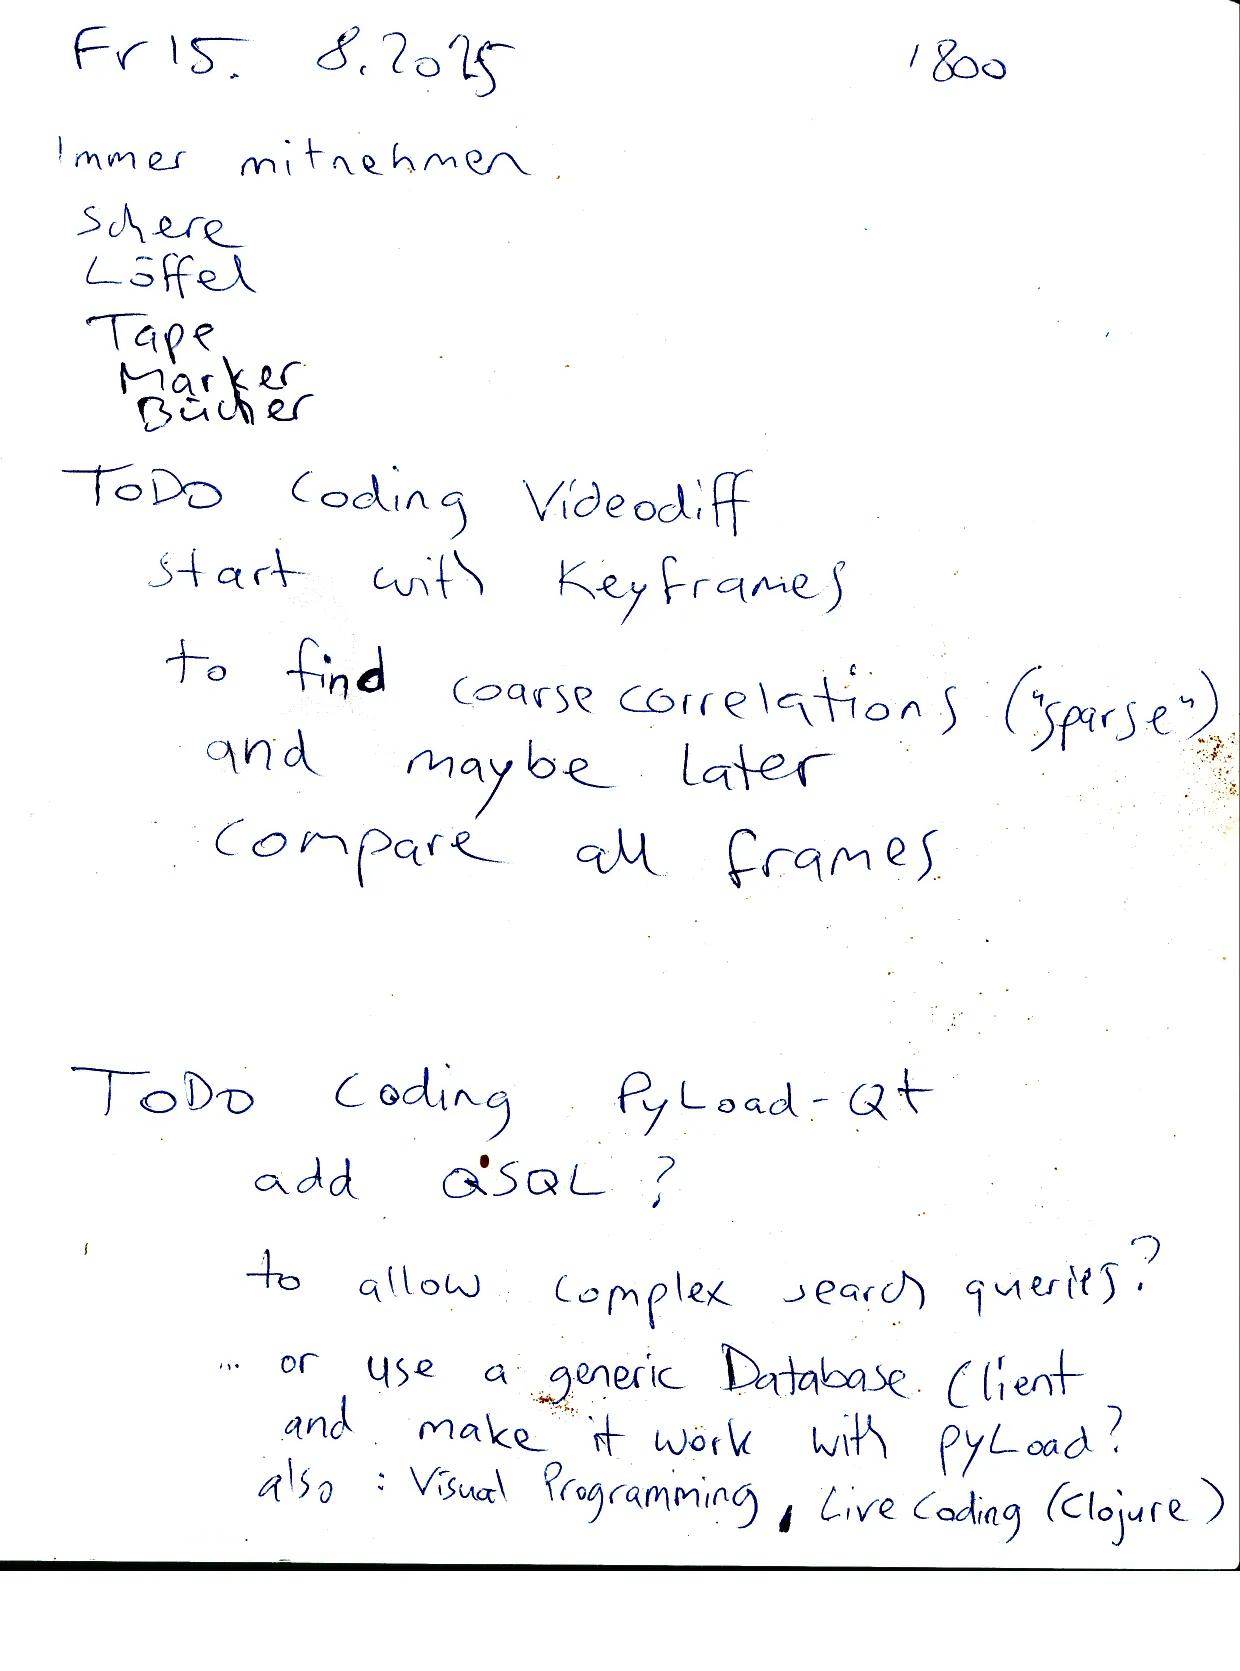 Fr 15. 8. 2025 1800
Immer mitnehmen
Schere
Löffel
Tape
Marker
Bücher
ToDo Coding Videodiff
start with Keyframes
to find coarse correlations ("sparse")
and maybe later
compare all frames
ToDo Coding PyLoad-Qt
add QSQL ?
to allow complex search queries?
... or use a generic Database Client
and make it work with pyLoad?
also : Visual Programming, Live Coding (Clojure)